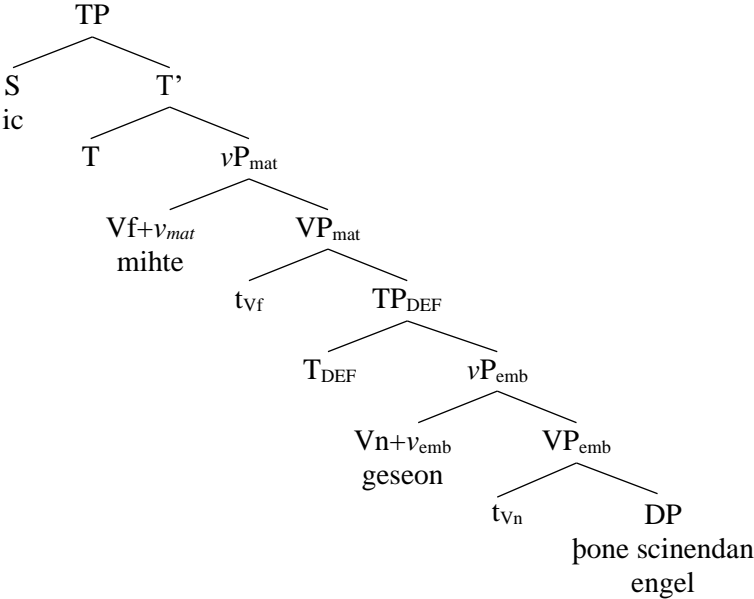 TP
S T’
ic
T vPmat
Vf+vmat VPmat
mihte
tVf TPDEF
TDEF vPemb
Vn+vemb VPemb
geseon
tVn DP
þone scinendan
engel